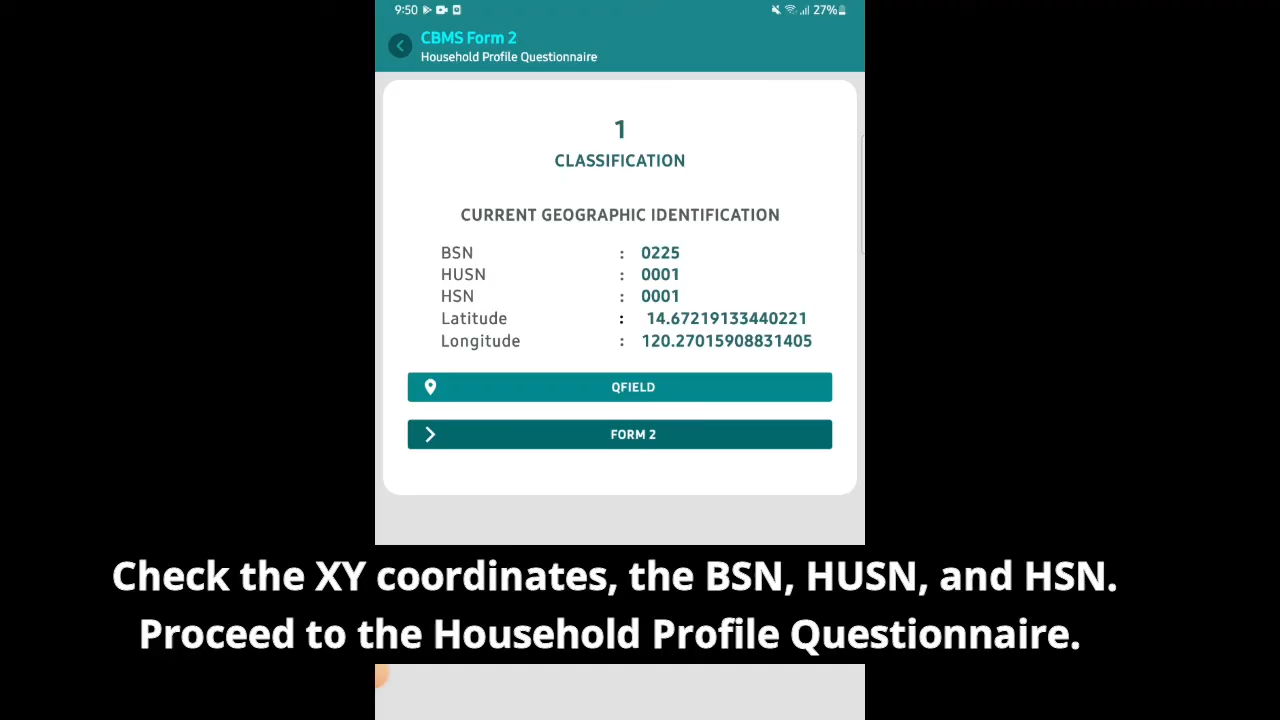 9:50
27%
CBMS Form 2
Household Profile Questionnaire
1
CLASSIFICATION
CURRENT GEOGRAPHIC IDENTIFICATION
BSN : 0225
HUSN : 0001
HSN : 0001
Latitude : 14.67219133440221
Longitude : 120.27015908831405
QFIELD
FORM 2
Check the XY coordinates, the BSN, HUSN, and HSN.
Proceed to the Household Profile Questionnaire.